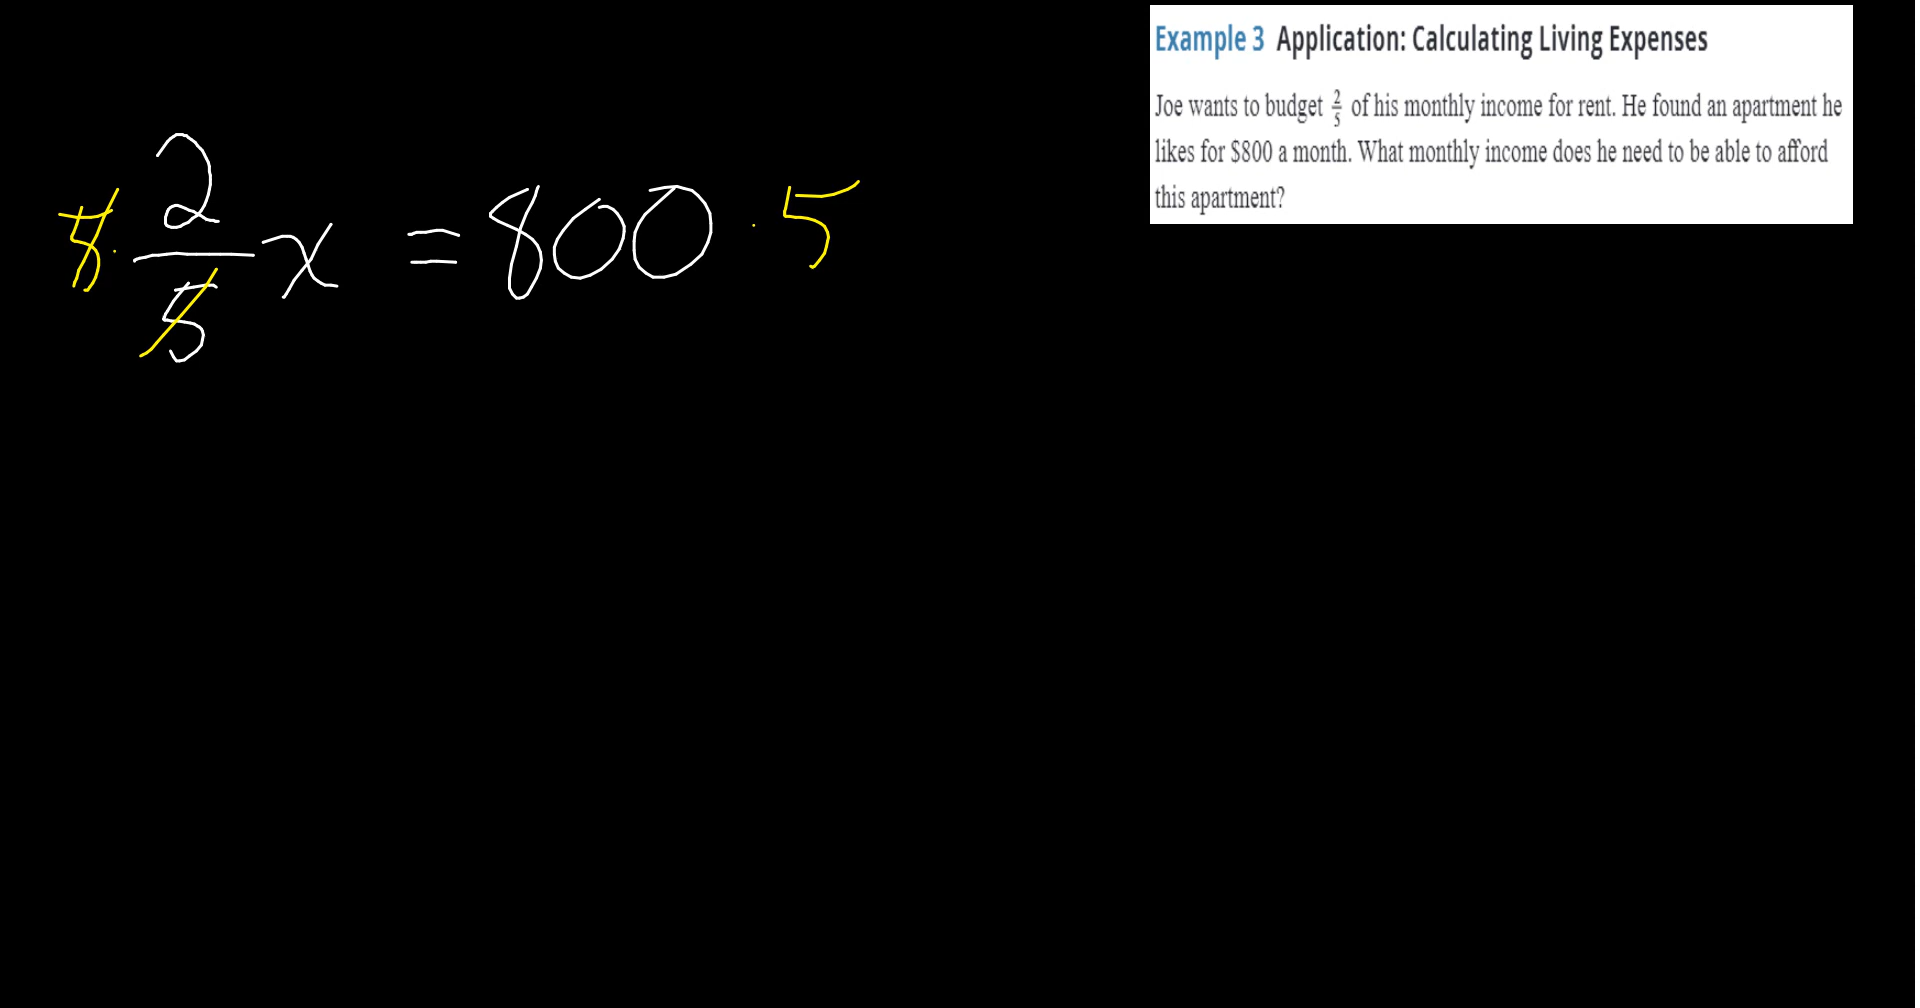 Example 3 Application: Calculating Living Expenses
Joe wants to budget 2/5 of his monthly income for rent. He found an apartment he
likes for $800 a month. What monthly income does he need to be able to afford
this apartment?
5 · 2/5 x = 800 · 5